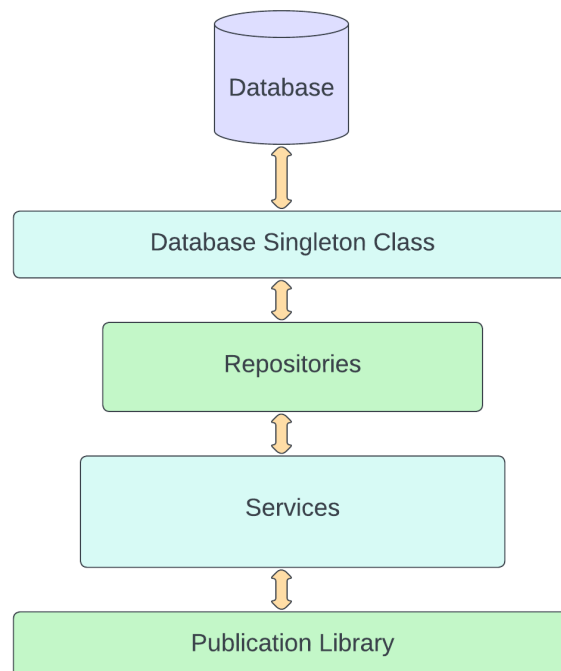 Database
Database Singleton Class
Repositories
Services
Publication Library